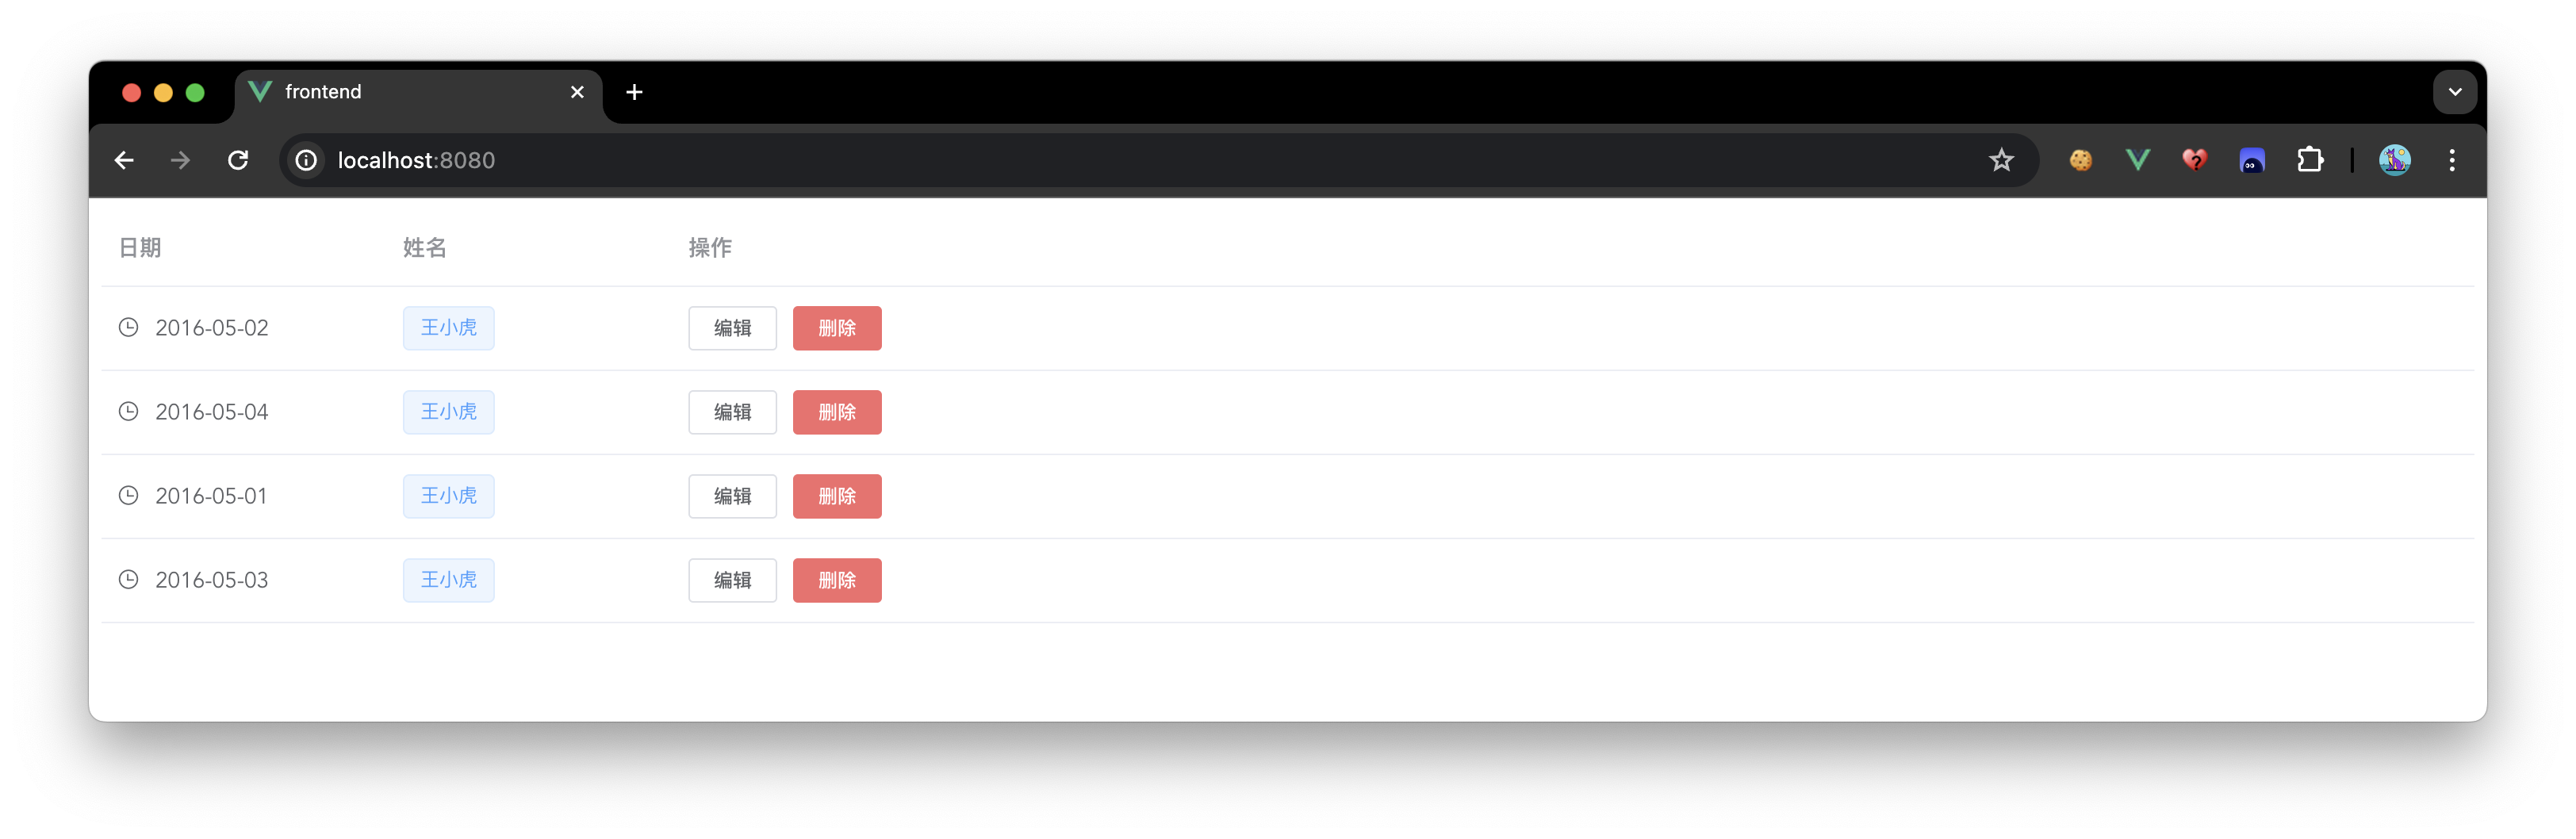 frontend
localhost:8080
日期 姓名 操作
2016-05-02 王小虎 编辑 删除
2016-05-04 王小虎 编辑 删除
2016-05-01 王小虎 编辑 删除
2016-05-03 王小虎 编辑 删除